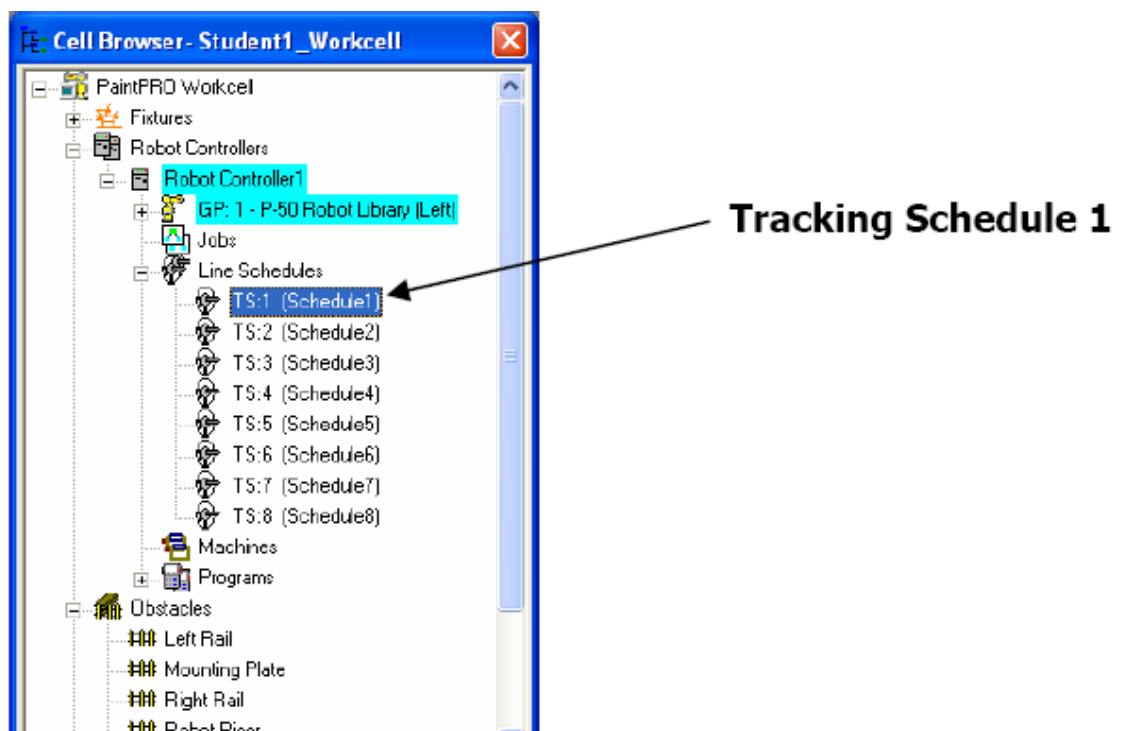 Cell Browser- Student1_Workcell
PaintPRO Workcell
Fixtures
Robot Controllers
Robot Controller1
GP: 1 - P-50 Robot Library (Left)
Jobs
Line Schedules
TS:1 (Schedule1)
TS:2 (Schedule2)
TS:3 (Schedule3)
TS:4 (Schedule4)
TS:5 (Schedule5)
TS:6 (Schedule6)
TS:7 (Schedule7)
TS:8 (Schedule8)
Machines
Programs
Obstacles
Left Rail
Mounting Plate
Right Rail
Robot Riser
Tracking Schedule 1